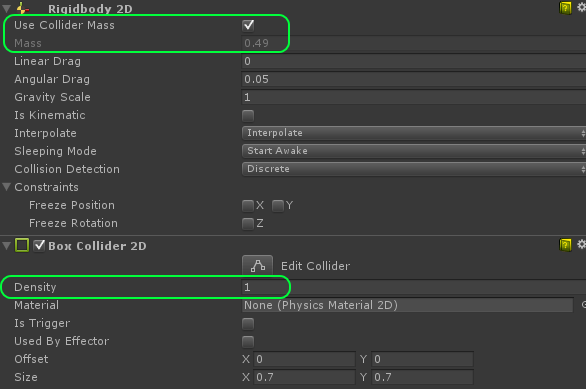 Rigidbody 2D
Use Collider Mass
Mass 0.49
Linear Drag 0
Angular Drag 0.05
Gravity Scale 1
Is Kinematic
Interpolate Interpolate
Sleeping Mode Start Awake
Collision Detection Discrete
Constraints
Freeze Position X Y
Freeze Rotation Z
Box Collider 2D
Edit Collider
Density 1
Material None (Physics Material 2D)
Is Trigger
Used By Effector
Offset X 0 Y 0
Size X 0.7 Y 0.7